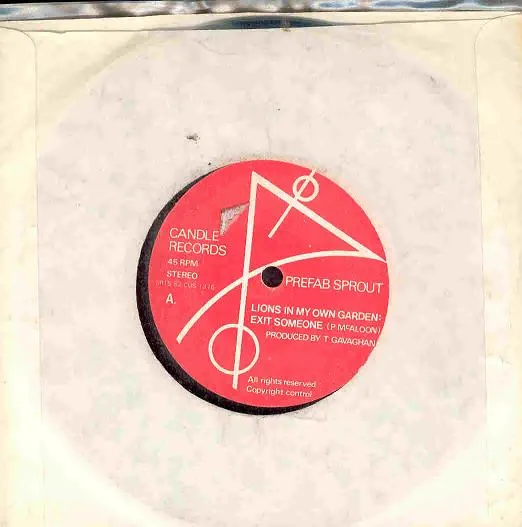 CANDLE
RECORDS
45 RPM
STEREO
A.
PREFAB SPROUT
LIONS IN MY OWN GARDEN:
EXIT SOMEONE (P McALOON)
PRODUCED BY T. GAVAGHAN
All rights reserved
Copyright control